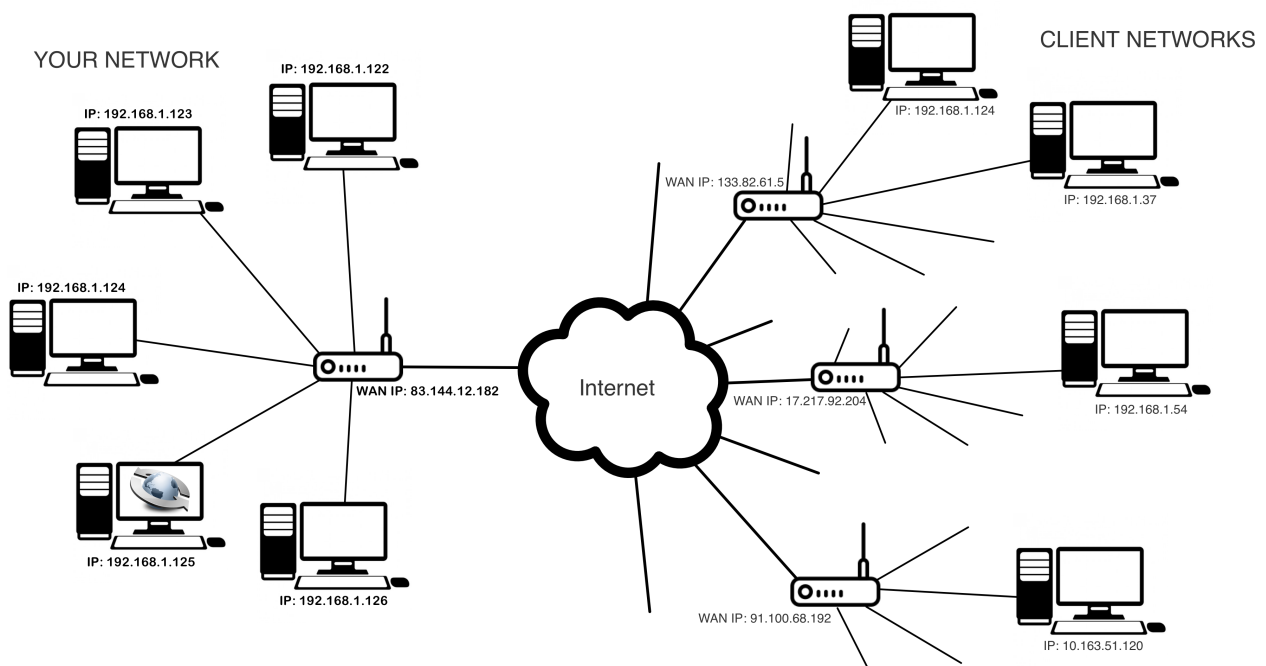 YOUR NETWORK
IP: 192.168.1.122
IP: 192.168.1.123
IP: 192.168.1.124
WAN IP: 83.144.12.182
IP: 192.168.1.125
IP: 192.168.1.126
Internet
CLIENT NETWORKS
IP: 192.168.1.124
WAN IP: 133.82.61.5
IP: 192.168.1.37
WAN IP: 17.217.92.204
IP: 192.168.1.54
WAN IP: 91.100.68.192
IP: 10.163.51.120